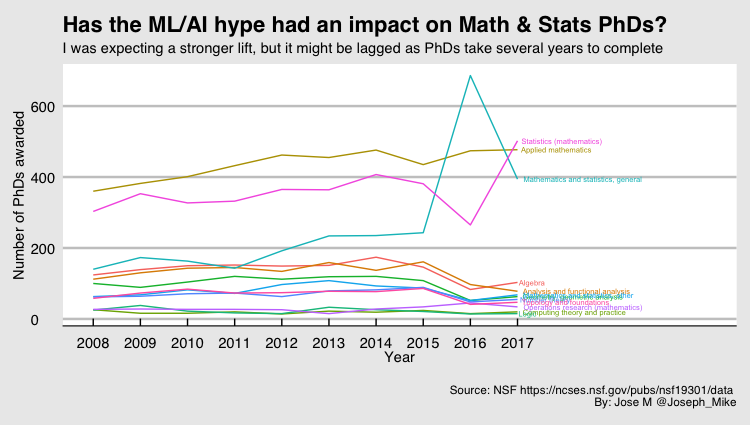 Has the ML/AI hype had an impact on Math & Stats PhDs?
I was expecting a stronger lift, but it might be lagged as PhDs take several years to complete
Number of PhDs awarded
600
400
200
0
Statistics (mathematics)
Applied mathematics
Mathematics and statistics, general
Algebra
Analysis and functional analysis
Operations research (mathematics)
Computing theory and practice
2008 2009 2010 2011 2012 2013 2014 2015 2016 2017
Year
Source: NSF https://ncses.nsf.gov/pubs/nsf19301/data
By: Jose M @Joseph_Mike